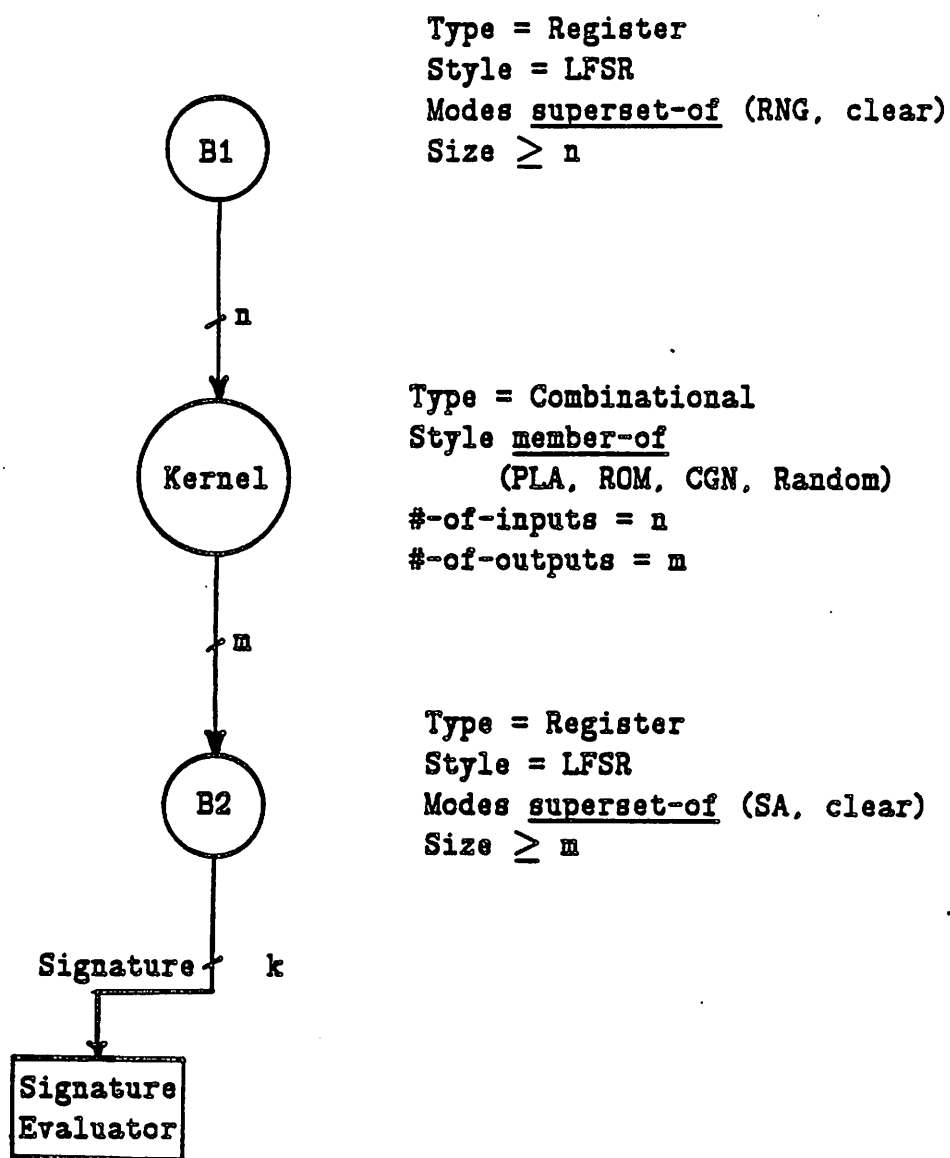 Type = Register
Style = LFSR
Modes superset-of (RNG, clear)
Size ≥ n
B1
n
Type = Combinational
Style member-of
(PLA, ROM, CGN, Random)
#-of-inputs = n
#-of-outputs = m
Kernel
m
Type = Register
Style = LFSR
Modes superset-of (SA, clear)
Size ≥ m
B2
Signature k
Signature
Evaluator